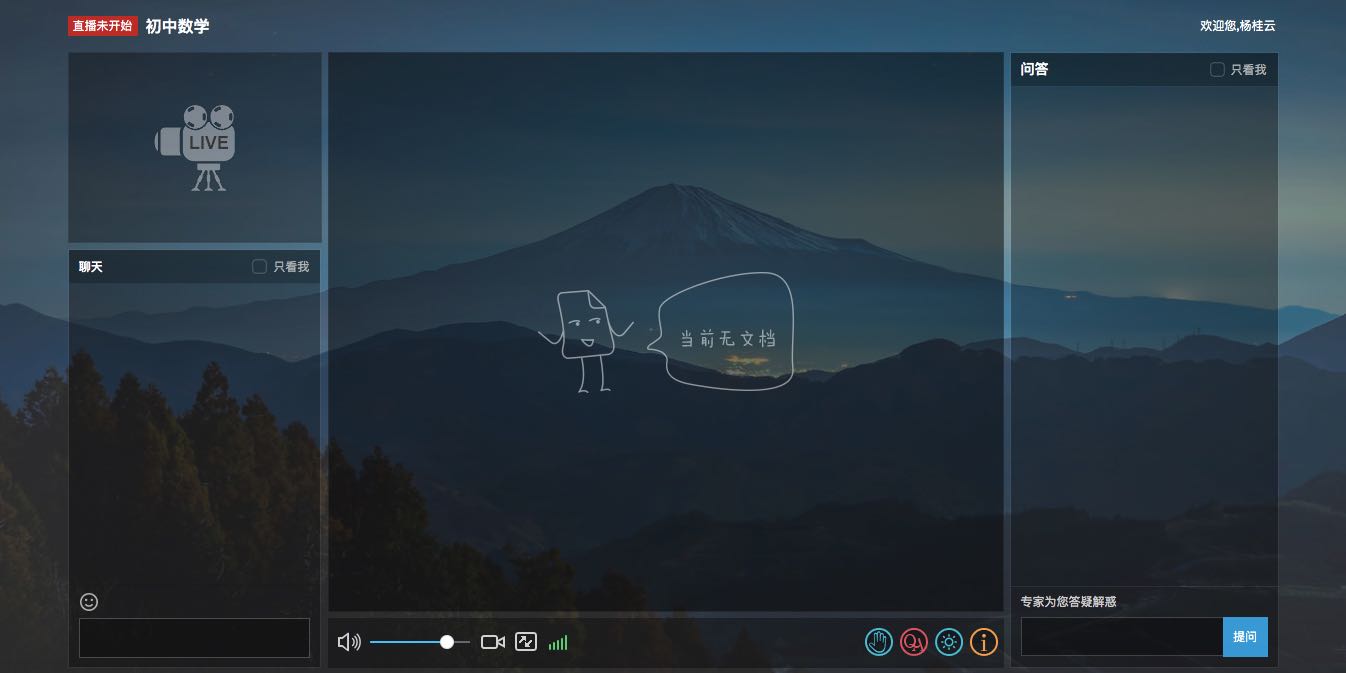 直播未开始 初中数学
欢迎您,杨桂云
LIVE
聊天 只看我
当前无文档
问答 只看我
专家为您答疑解惑
提问
QA
i